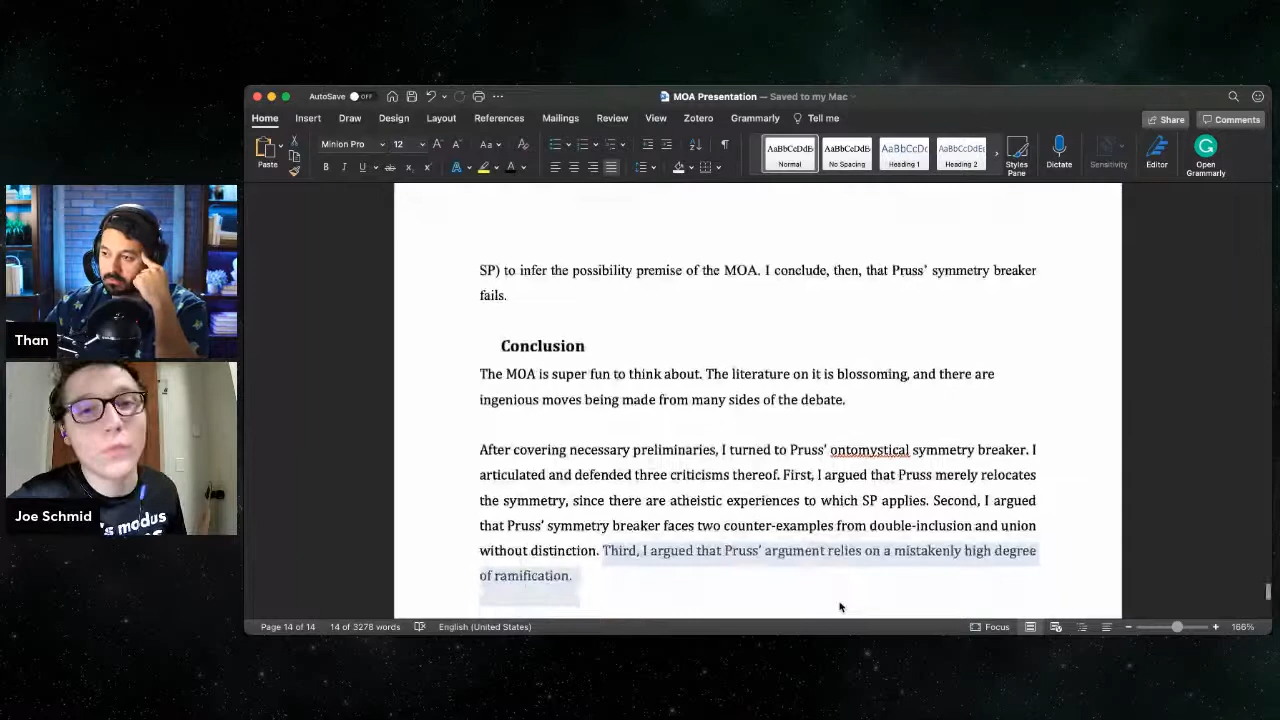 AutoSave OFF
MOA Presentation — Saved to my Mac
Home Insert Draw Design Layout References Mailings Review View Zotero Grammarly Tell me
Share Comments
Paste
Minion Pro 12
AaBbCcDdE AaBbCcDdE AaBbCcDc AaBbCcDdE
Normal No Spacing Heading 1 Heading 2
Styles Pane
Dictate
Sensitivity
Editor
Open Grammarly
SP) to infer the possibility premise of the MOA. I conclude, then, that Pruss’ symmetry breaker
fails.
Conclusion
The MOA is super fun to think about. The literature on it is blossoming, and there are
ingenious moves being made from many sides of the debate.
After covering necessary preliminaries, I turned to Pruss’ ontomystical symmetry breaker. I
articulated and defended three criticisms thereof. First, I argued that Pruss merely relocates
the symmetry, since there are atheistic experiences to which SP applies. Second, I argued
that Pruss’ symmetry breaker faces two counter-examples from double-inclusion and union
without distinction. Third, I argued that Pruss’ argument relies on a mistakenly high degree
of ramification.
Page 14 of 14 14 of 3278 words English (United States) Focus 166%
Than
Joe Schmid
's modus